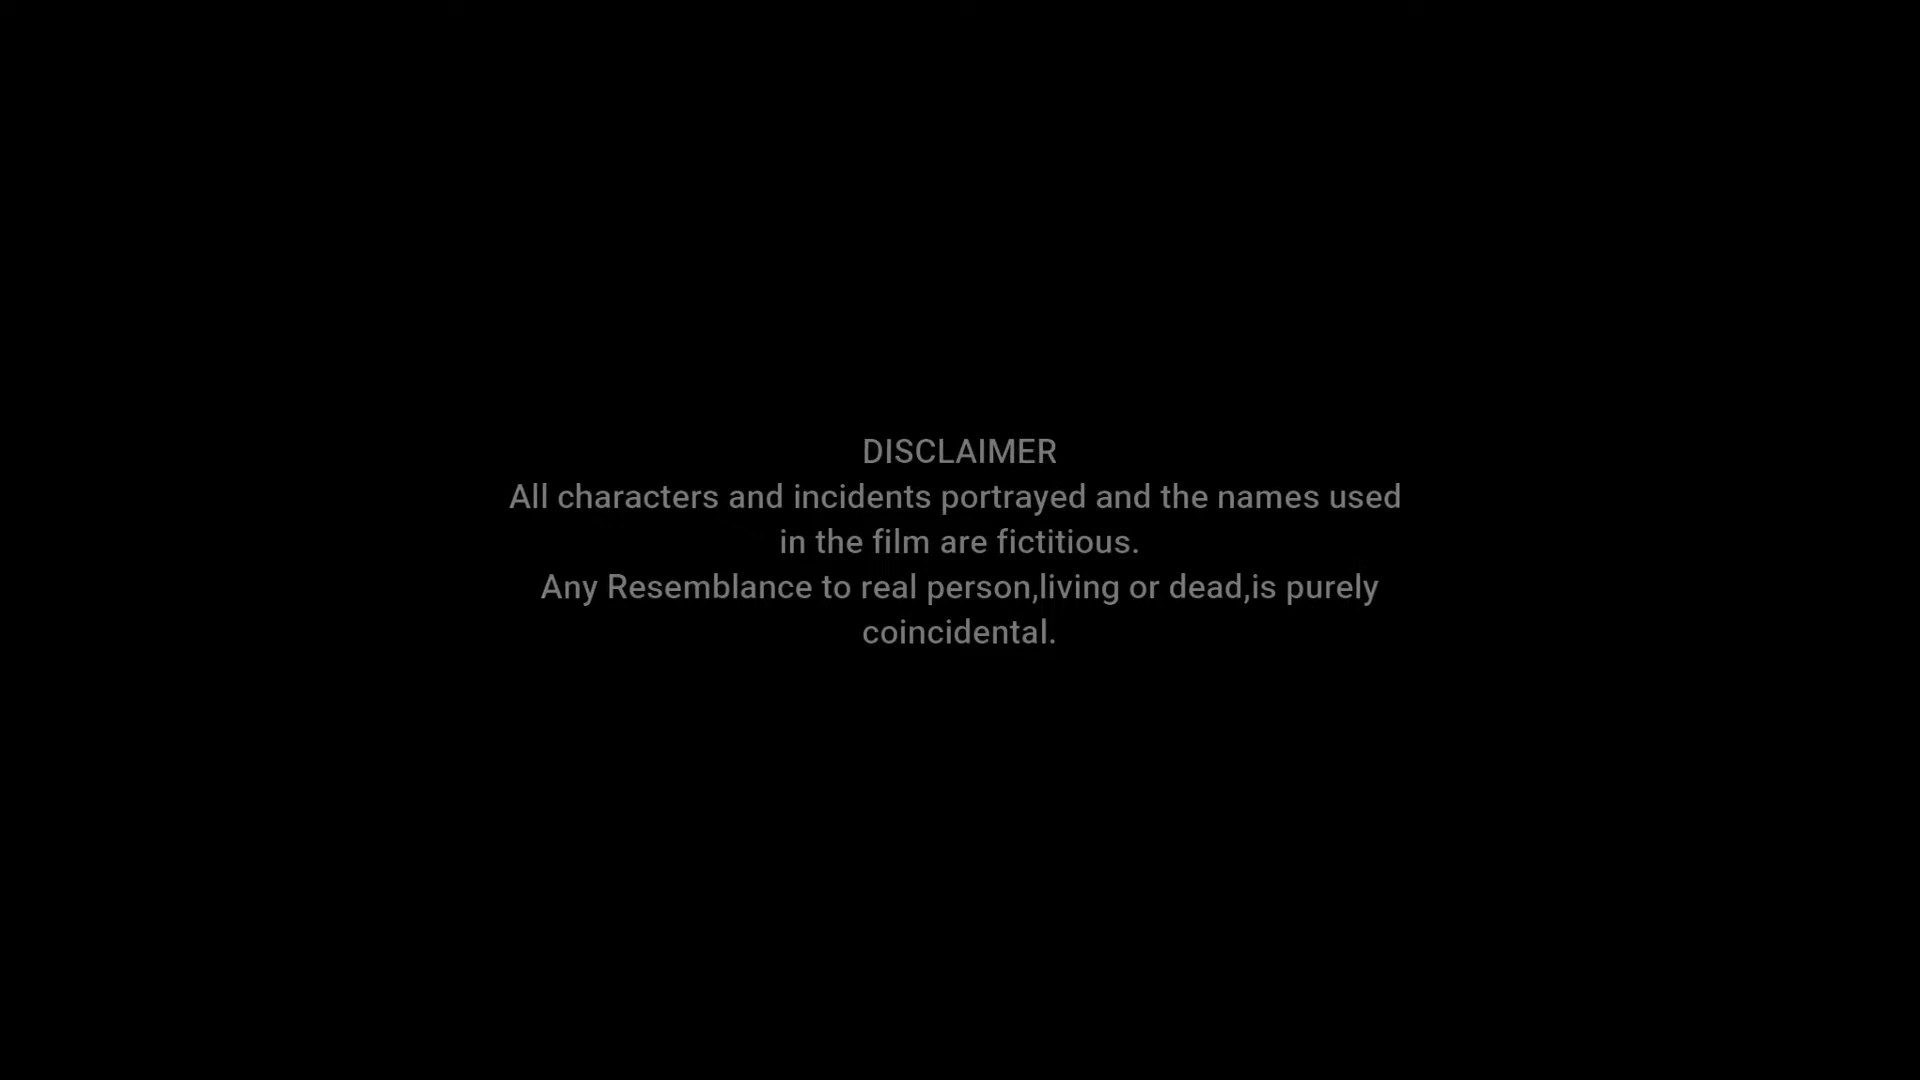 DISCLAIMER
All characters and incidents portrayed and the names used
in the film are fictitious.
Any Resemblance to real person,living or dead,is purely
coincidental.